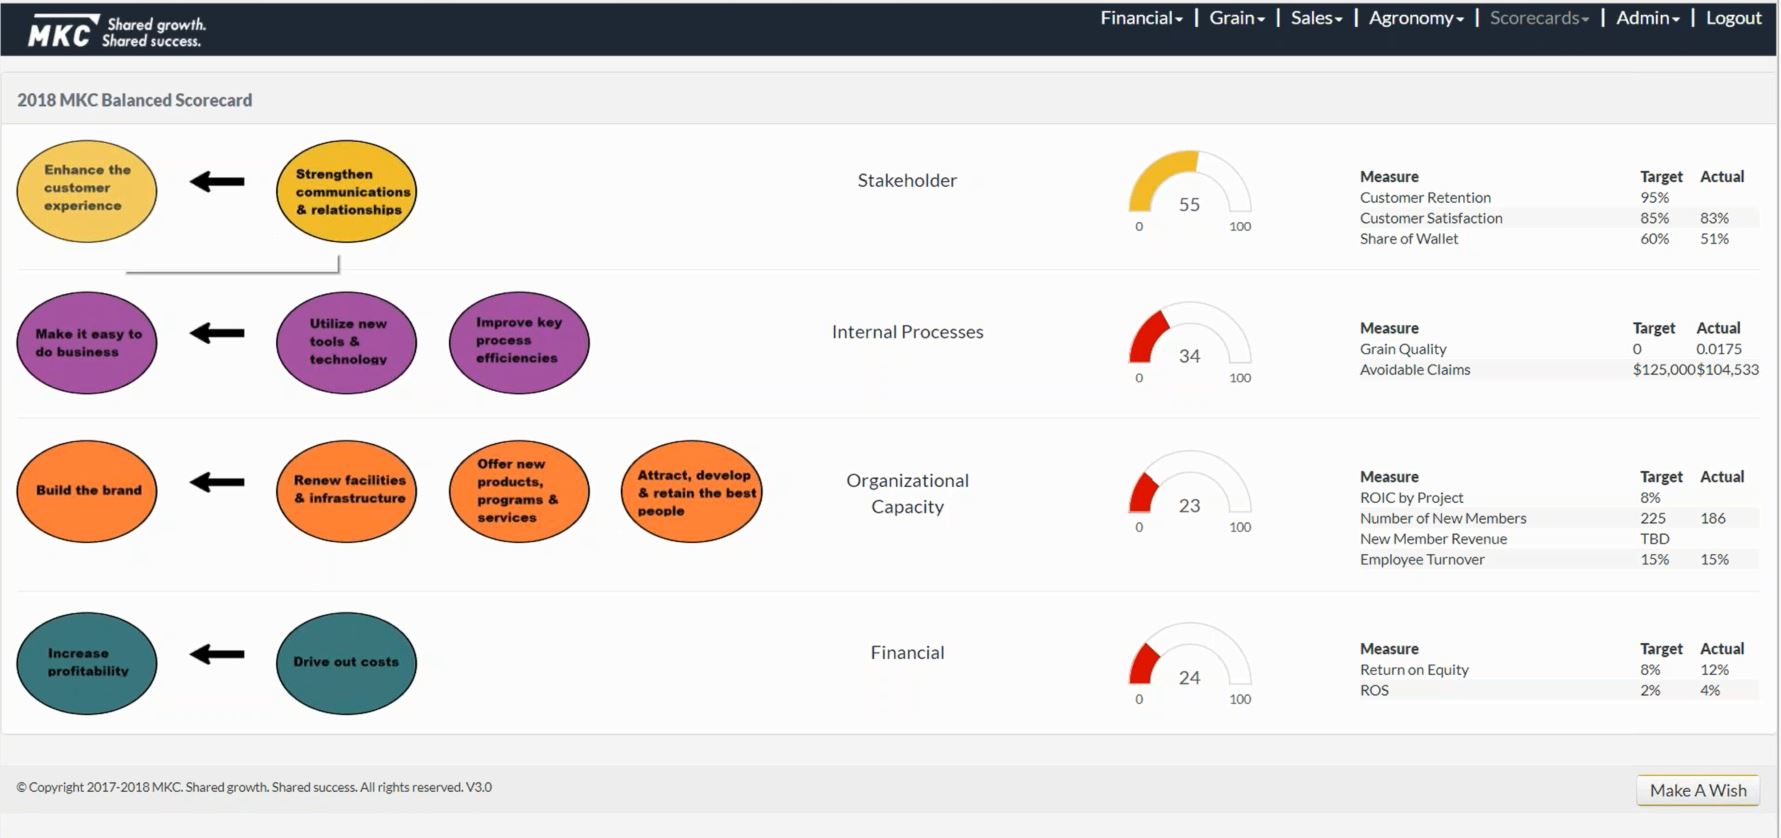 MKC Shared growth.
Shared success.
Financial | Grain | Sales | Agronomy | Scorecards | Admin | Logout
2018 MKC Balanced Scorecard
Enhance the
customer
experience
Strengthen
communications
& relationships
Stakeholder
55
0 100
Measure Target Actual
Customer Retention 95%
Customer Satisfaction 85% 83%
Share of Wallet 60% 51%
Make it easy to
do business
Utilize new
tools &
technology
Improve key
process
efficiencies
Internal Processes
34
0 100
Measure Target Actual
Grain Quality 0 0.0175
Avoidable Claims $125,000 $104,533
Build the brand
Renew facilities
& infrastructure
Offer new
products,
programs &
services
Attract, develop
& retain the best
people
Organizational
Capacity
23
0 100
Measure Target Actual
ROIC by Project 8%
Number of New Members 225 186
New Member Revenue TBD
Employee Turnover 15% 15%
Increase
profitability
Drive out costs
Financial
24
0 100
Measure Target Actual
Return on Equity 8% 12%
ROS 2% 4%
© Copyright 2017-2018 MKC. Shared growth. Shared success. All rights reserved. V3.0
Make A Wish